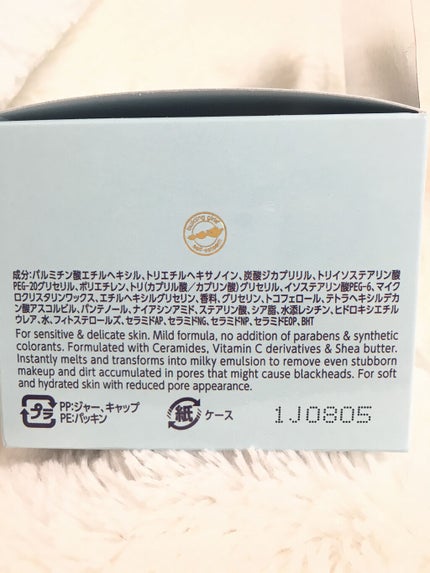 成分:パルミチン酸エチルヘキシル、トリエチルヘキサノイン、炭酸ジカプリリル、トリイソステアリン酸
PEG-20グリセリル、ポリエチレン、トリ(カプリル酸/カプリン酸)グリセリル、イソステアリン酸PEG-6、マイク
ロクリスタリンワックス、エチルヘキシルグリセリン、香料、グリセリン、トコフェロール、テトラヘキシルデカ
ン酸アスコルビル、パンテノール、ナイアシンアミド、ステアリン酸、シア脂、水添レシチン、ヒドロキシエチル
ウレア、水、フィトステロールズ、セラミドAP、セラミドNG、セラミドNP、セラミドEOP、BHT
For sensitive & delicate skin. Mild formula, no addition of parabens & synthetic
colorants. Formulated with Ceramides, Vitamin C derivatives & Shea butter.
Instantly melts and transforms into milky emulsion to remove even stubborn
makeup and dirt accumulated in pores that might cause blackheads. For soft
and hydrated skin with reduced pore appearance.
プラ
PP:ジャー、キャップ
PE:パッキン
紙
ケース
1J0805